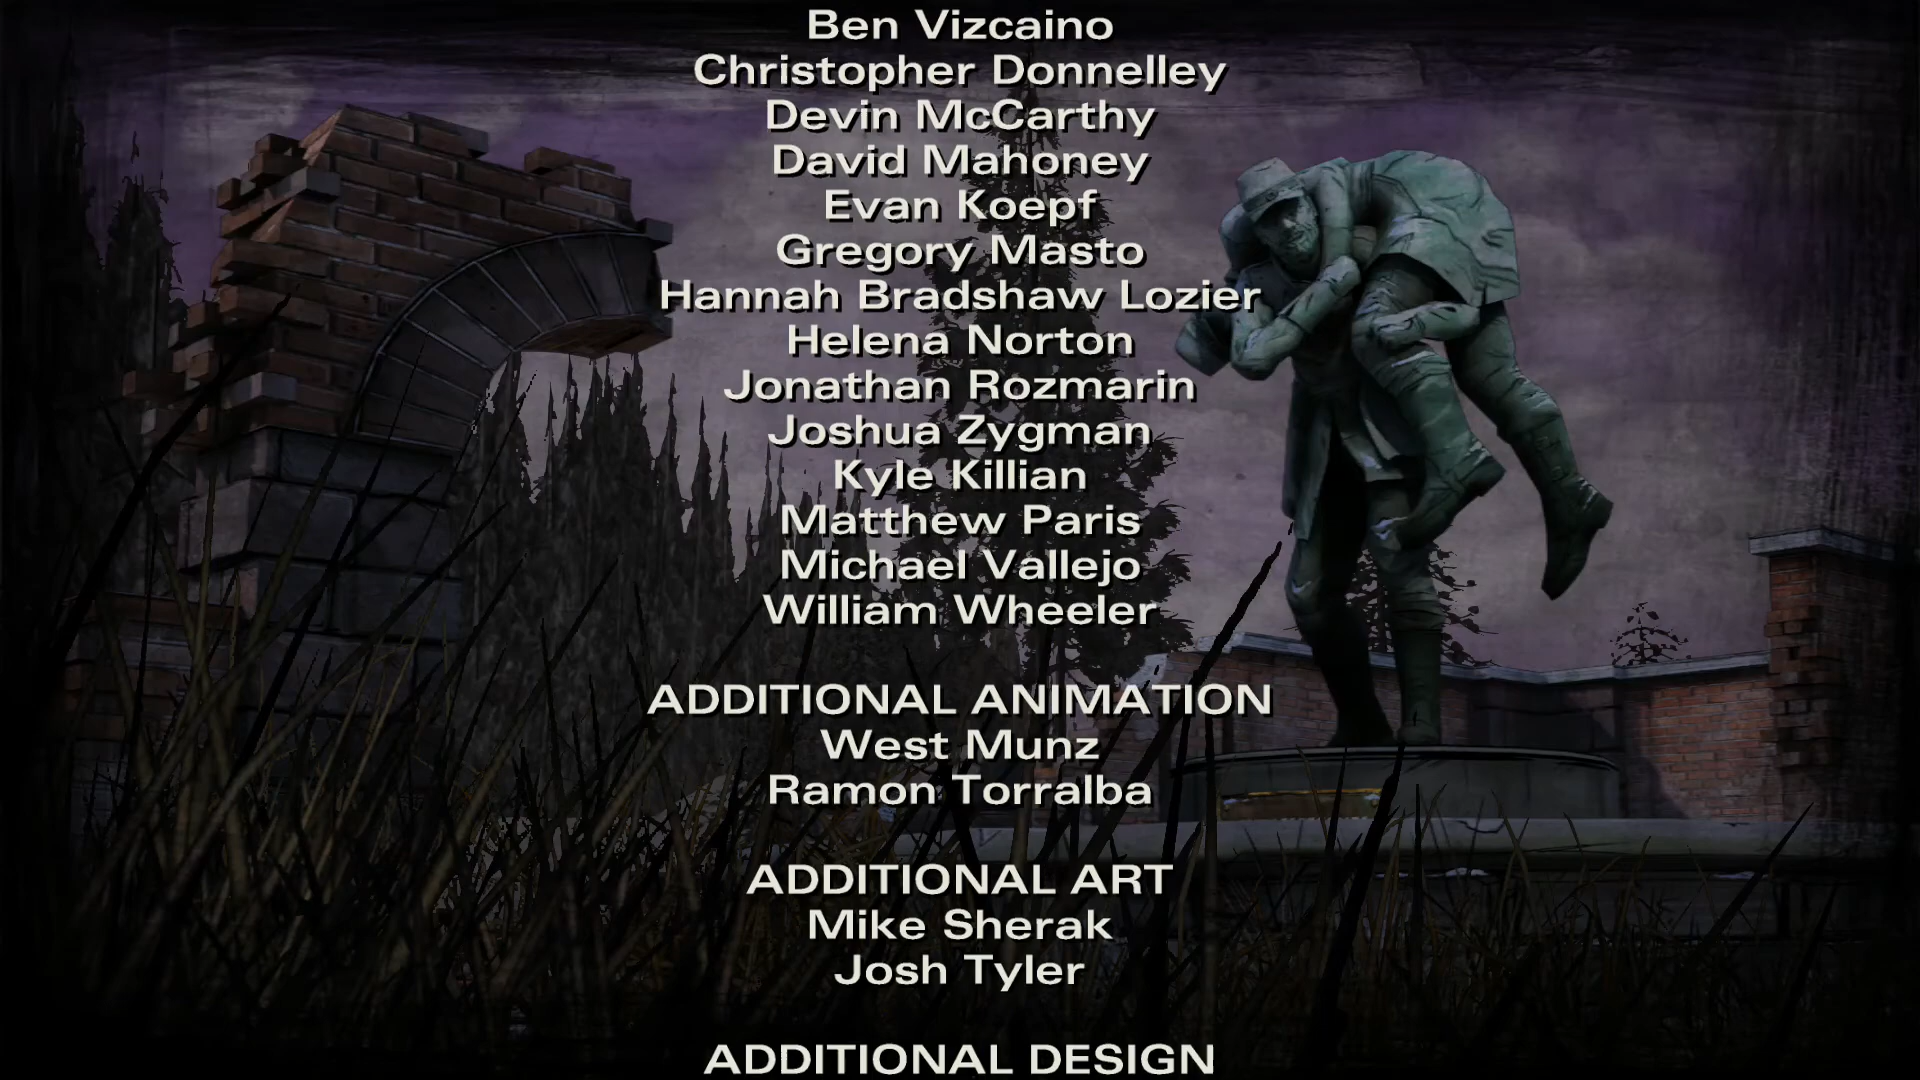 Ben Vizcaino
Christopher Donnelley
Devin McCarthy
David Mahoney
Evan Koepf
Gregory Masto
Hannah Bradshaw Lozier
Helena Norton
Jonathan Rozmarin
Joshua Zygman
Kyle Killian
Matthew Paris
Michael Vallejo
William Wheeler
ADDITIONAL ANIMATION
West Munz
Ramon Torralba
ADDITIONAL ART
Mike Sherak
Josh Tyler
ADDITIONAL DESIGN